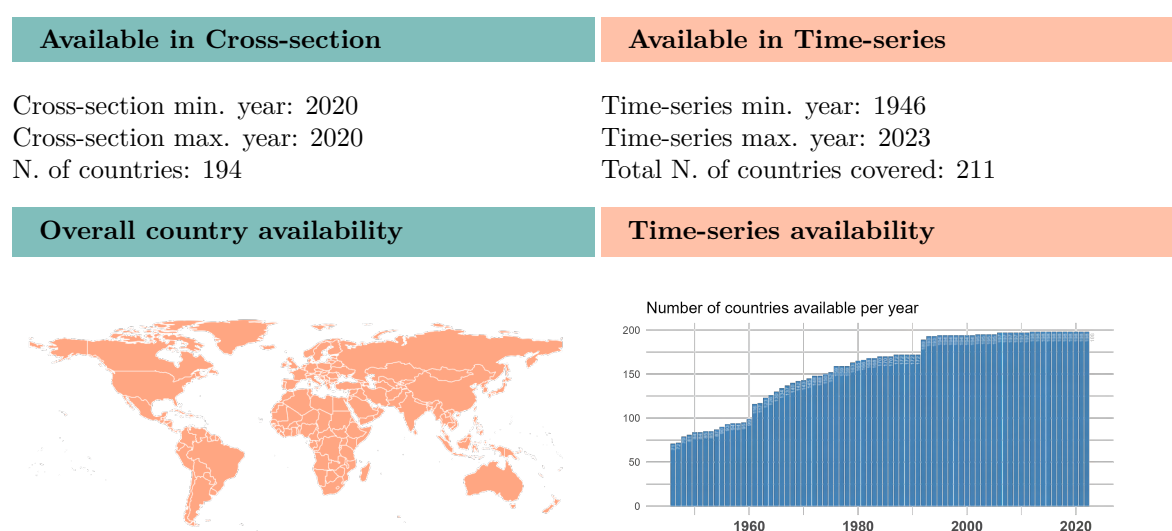 Available in Cross-section
Available in Time-series
Cross-section min. year: 2020
Cross-section max. year: 2020
N. of countries: 194
Time-series min. year: 1946
Time-series max. year: 2023
Total N. of countries covered: 211
Overall country availability
Time-series availability
Number of countries available per year
200
150
100
50
0
1960 1980 2000 2020